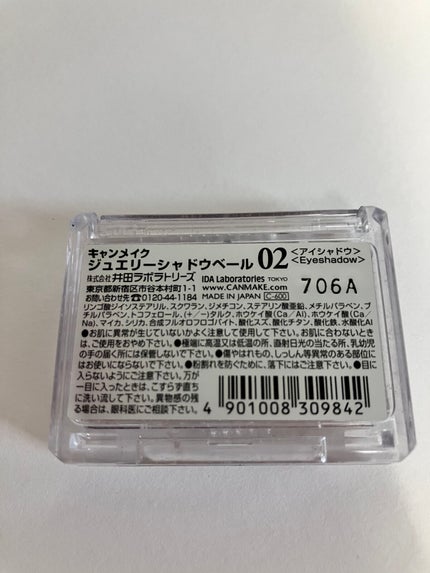 キャンメイク
ジュエリーシャドウベール 02 <アイシャドウ> <Eyeshadow>
株式会社 井田ラボラトリーズ IDA Laboratories TOKYO
東京都新宿区市谷本村町1-1 www.CANMAKE.com
お問い合わせ先☎0120-44-1184 MADE IN JAPAN C-600
706A
リンゴ酸ジイソステアリル、スクワラン、ジメチコン、ステアリン酸亜鉛、メチルパラベン、ブ
チルパラベン、トコフェロール、(+/-)タルク、ホウケイ酸(Ca/Al)、ホウケイ酸(Ca/
Na)、マイカ、シリカ、合成フルオロフロゴパイト、酸化スズ、酸化チタン、酸化鉄、水酸化Al
●お肌に異常が生じていないかよく注意して使用して下さい。お肌に合わないとき
は、ご使用をおやめ下さい。●極端に高温又は低温の所、直射日光の当たる所、乳幼児
の手の届く所には保管しないで下さい。●傷やはれもの、しっしん等異常のある部位に
はお使いにならないで下さい。●粉割れを防ぐために、落下にはご注意下さい。●目に
入らないようにご注意下さい。万が
一目に入ったときは、こすらず直ち
に洗い流して下さい。異物感の残
る場合は、眼科医にご相談下さい。
4 901008 309842